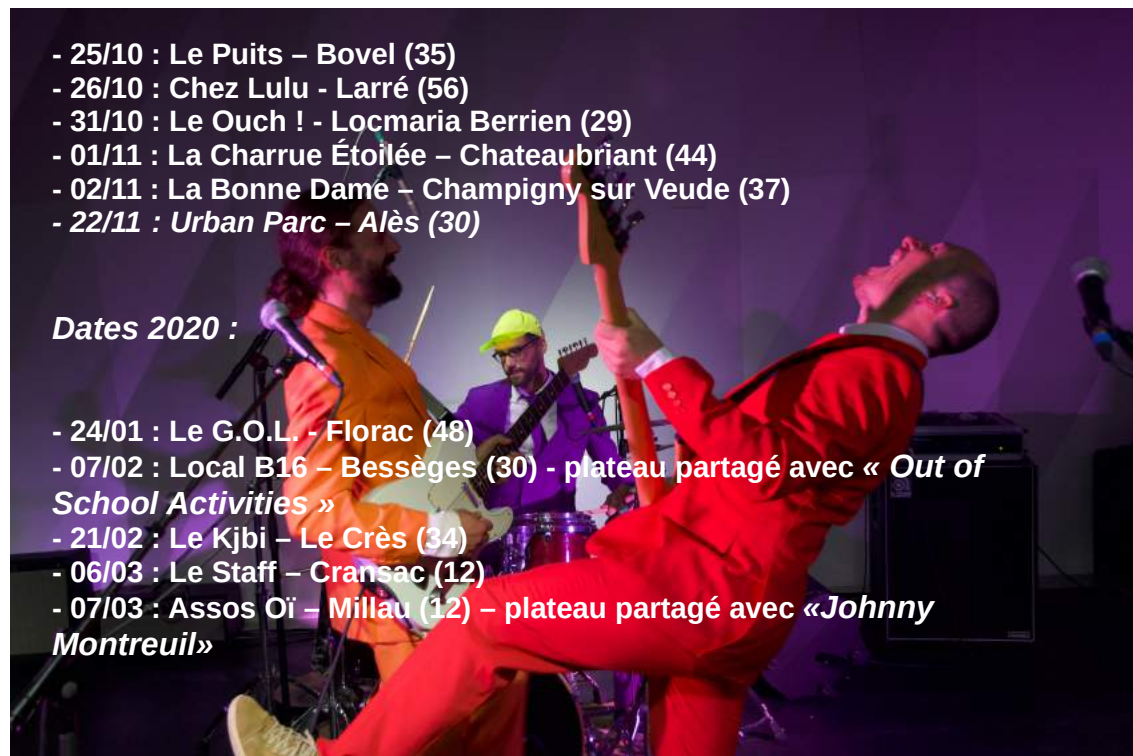 - 25/10 : Le Puits – Bovel (35)
- 26/10 : Chez Lulu - Larré (56)
- 31/10 : Le Ouch ! - Locmaria Berrien (29)
- 01/11 : La Charrue Étoilée – Chateaubriant (44)
- 02/11 : La Bonne Dame – Champigny sur Veude (37)
- 22/11 : Urban Parc – Alès (30)
Dates 2020 :
- 24/01 : Le G.O.L. - Florac (48)
- 07/02 : Local B16 – Bessèges (30) - plateau partagé avec « Out of
School Activities »
- 21/02 : Le Kjbi – Le Crès (34)
- 06/03 : Le Staff – Cransac (12)
- 07/03 : Assos Oï – Millau (12) – plateau partagé avec «Johnny
Montreuil»